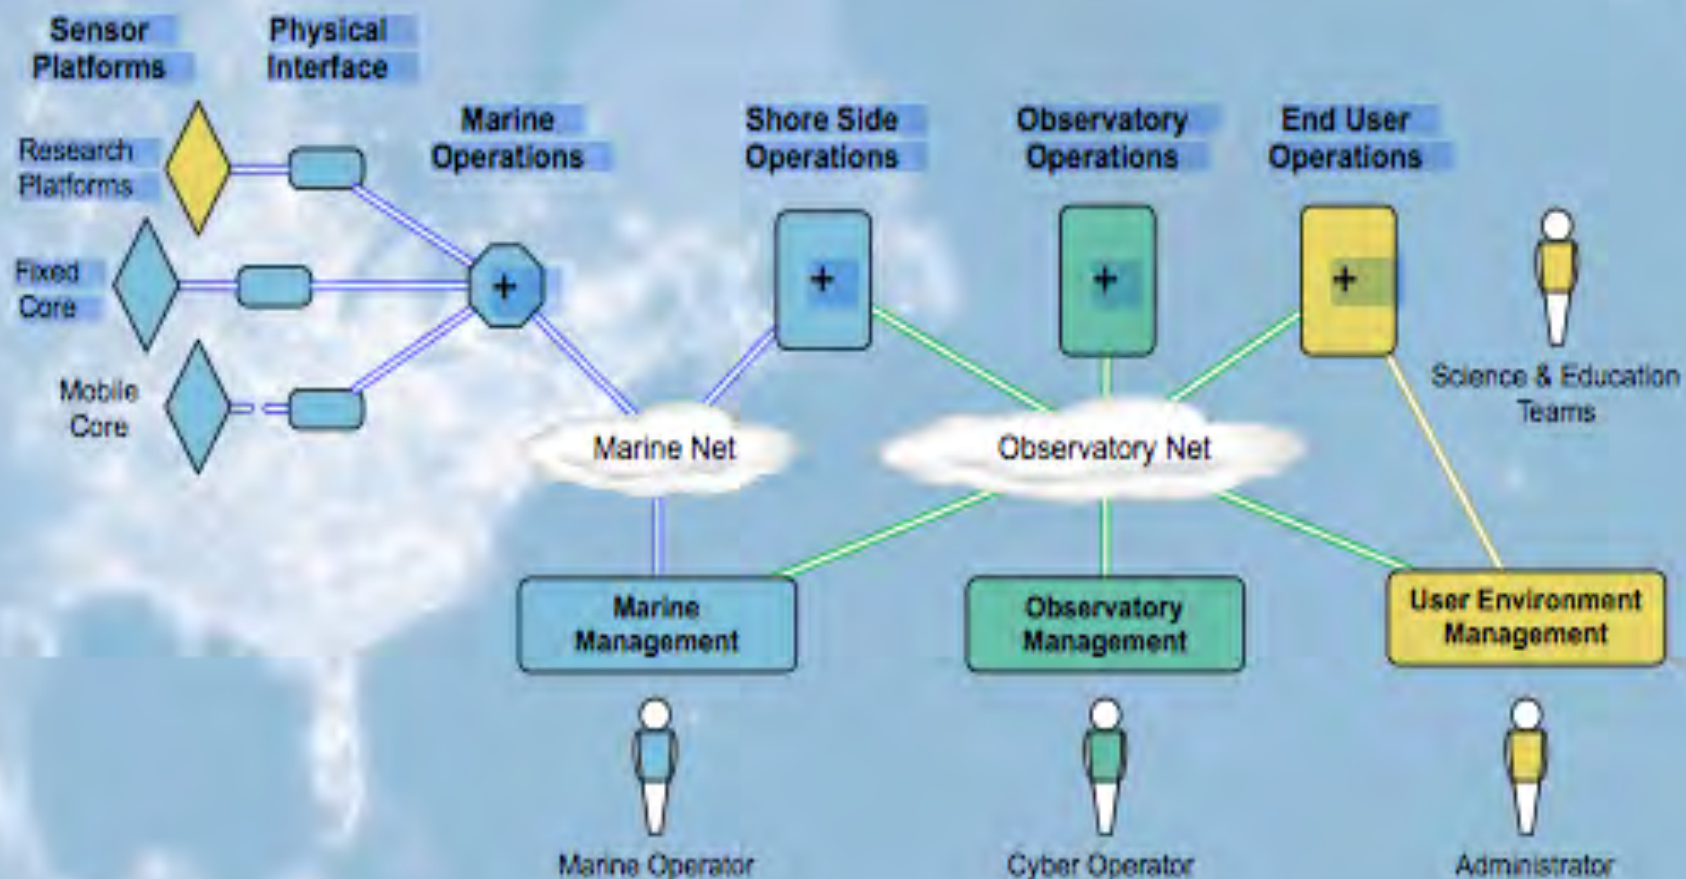 Sensor
Platforms
Physical
Interface
Marine
Operations
Shore Side
Operations
Observatory
Operations
End User
Operations
Research
Platforms
Fixed
Core
Mobile
Core
+
+
+
+
Science & Education
Teams
Marine Net
Observatory Net
Marine
Management
Observatory
Management
User Environment
Management
Marine Operator
Cyber Operator
Administrator